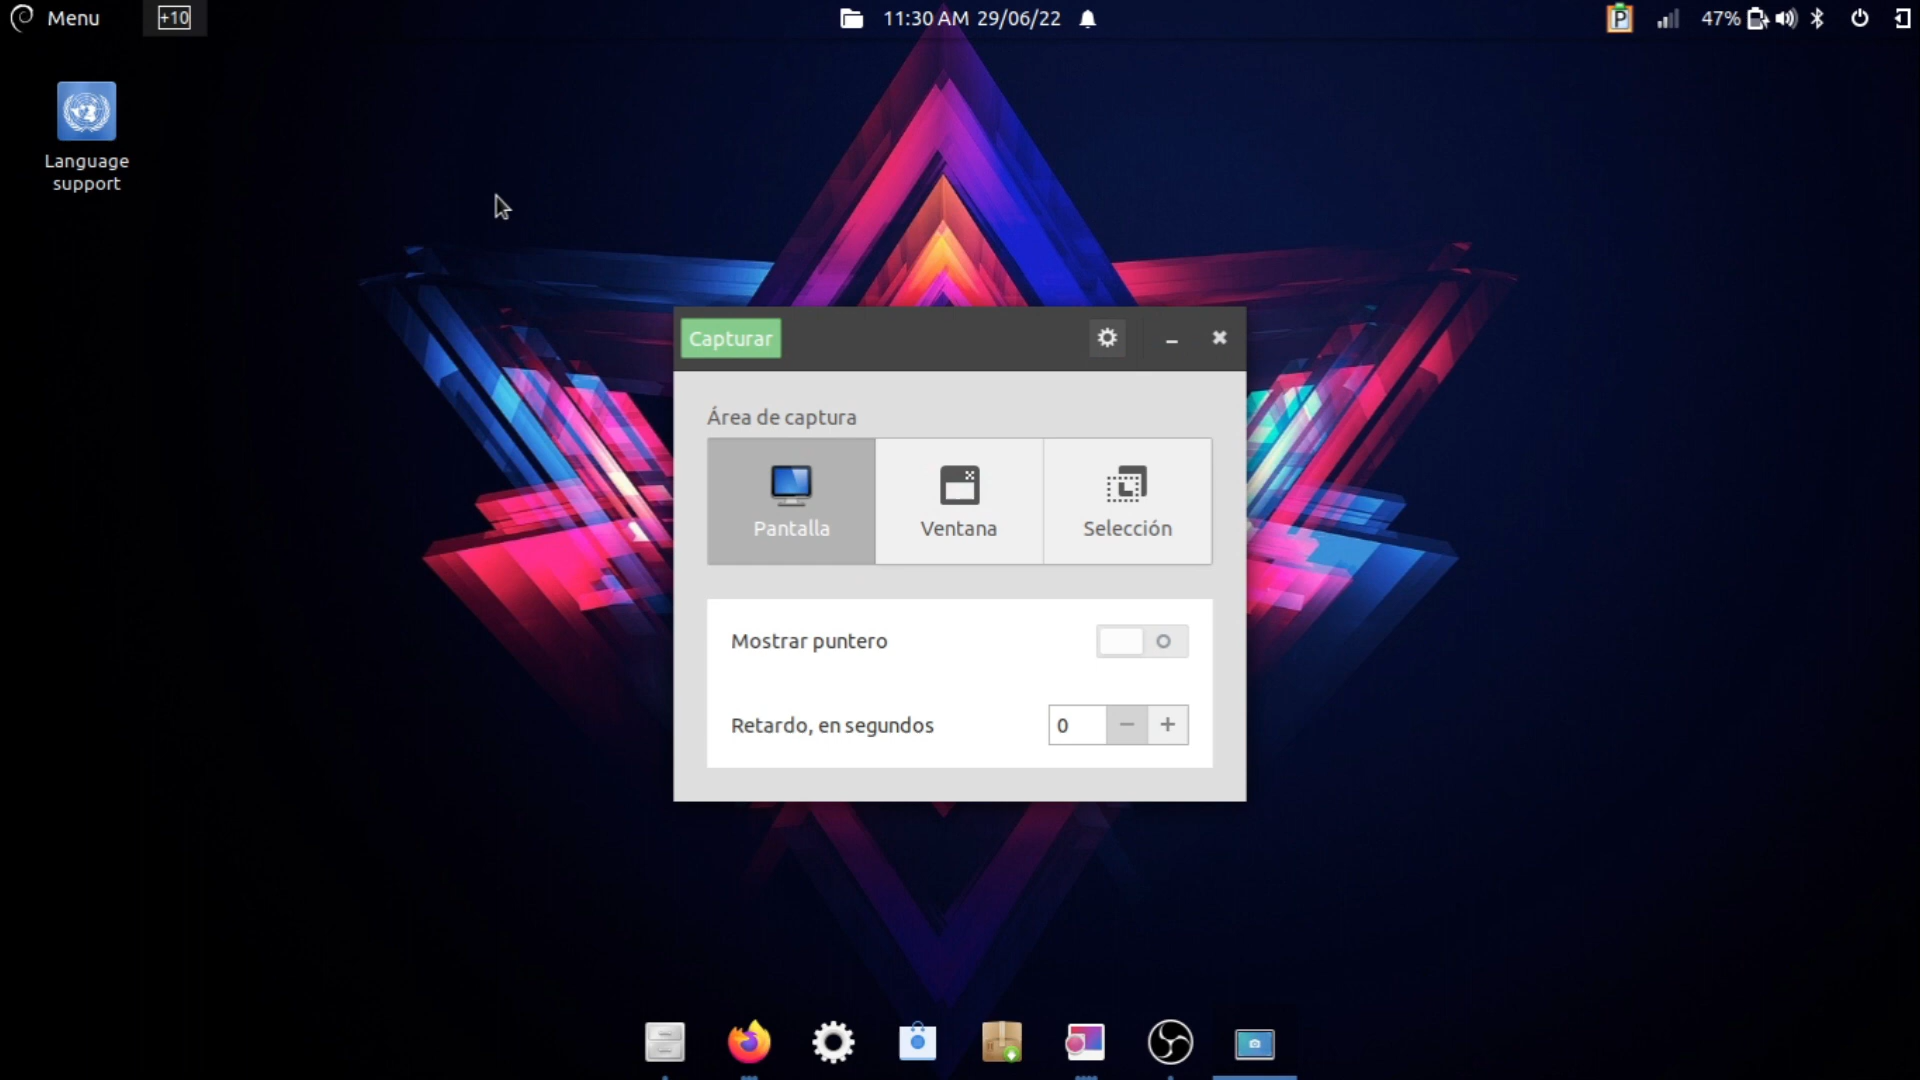 Menu
+10
11:30 AM 29/06/22
P
47%
Language
support
Capturar
Área de captura
Pantalla
Ventana
Selección
Mostrar puntero
Retardo, en segundos
0